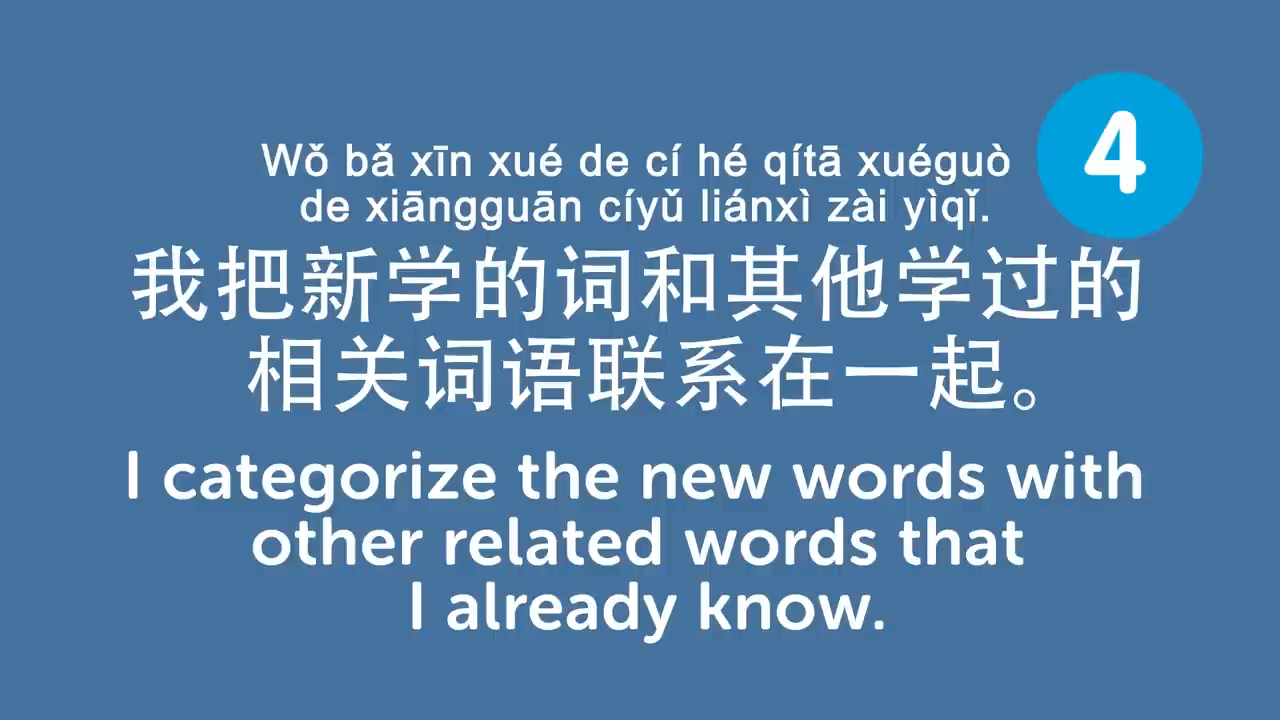 4
Wǒ bǎ xīn xué de cí hé qítā xuéguò
de xiāngguān cíyǔ liánxì zài yìqǐ.
我把新学的词和其他学过的
相关词语联系在一起。
I categorize the new words with
other related words that
I already know.